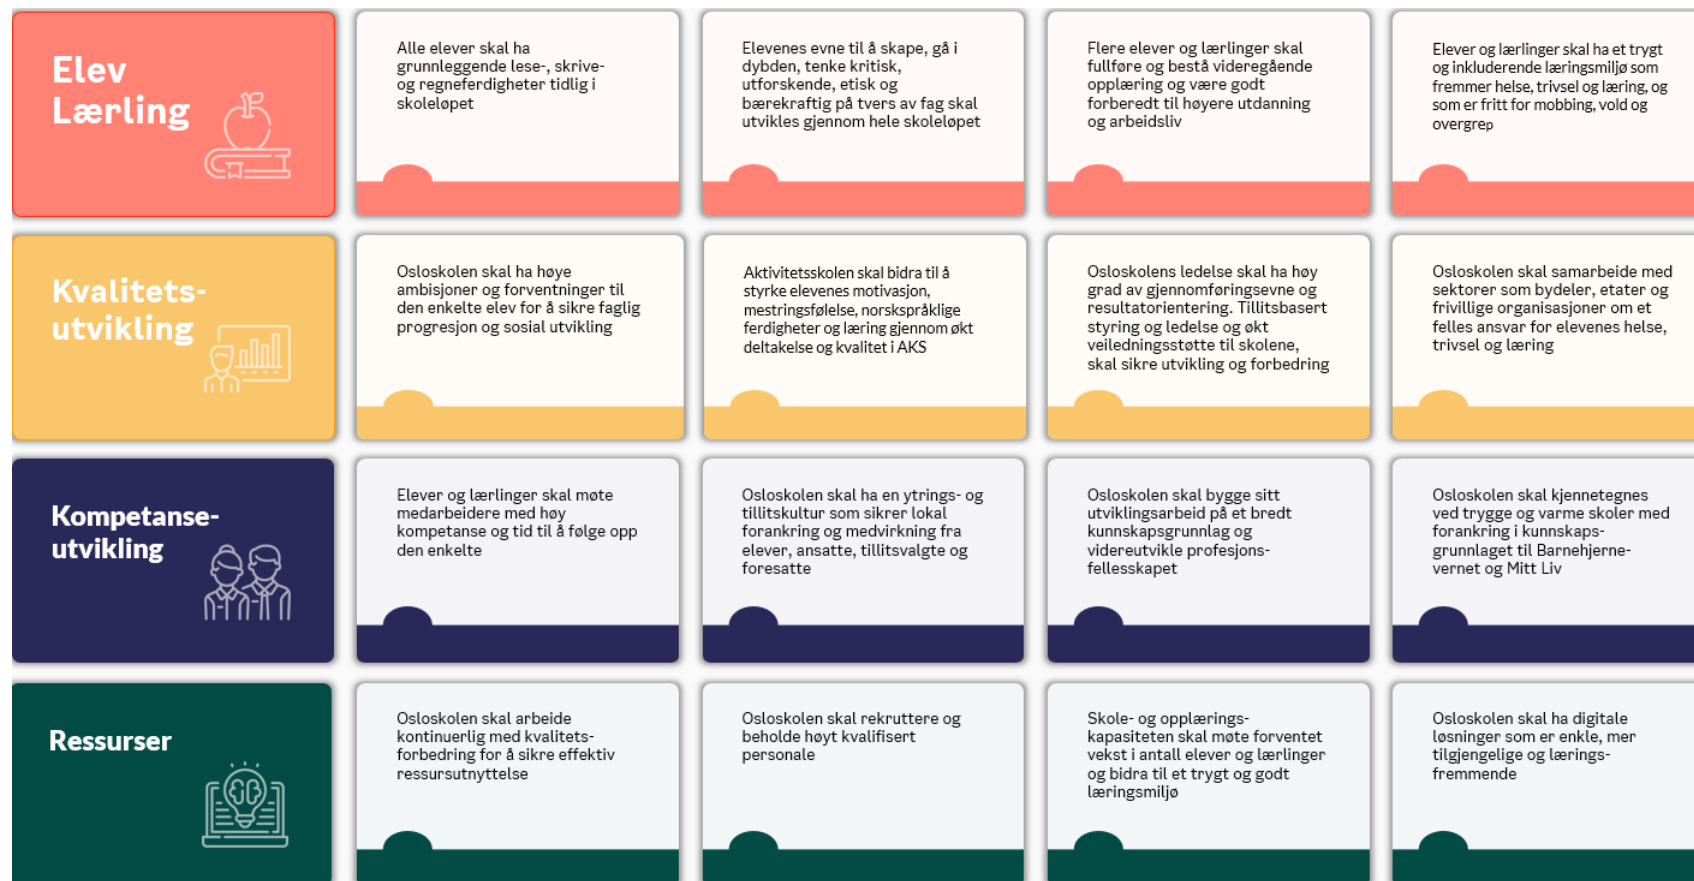 Elev
Lærling
Alle elever skal ha
grunnleggende lese-, skrive-
og regneferdigheter tidlig i
skoleløpet
Elevenes evne til å skape, gå i
dybden, tenke kritisk,
utforskende, etisk og
bærekraftig på tvers av fag skal
utvikles gjennom hele skoleløpet
Flere elever og lærlinger skal
fullføre og bestå videregående
opplæring og være godt
forberedt til høyere utdanning
og arbeidsliv
Elever og lærlinger skal ha et trygt
og inkluderende læringsmiljø som
fremmer helse, trivsel og læring, og
som er fritt for mobbing, vold og
overgrep
Kvalitets-
utvikling
Osloskolen skal ha høye
ambisjoner og forventninger til
den enkelte elev for å sikre faglig
progresjon og sosial utvikling
Aktivitetsskolen skal bidra til å
styrke elevenes motivasjon,
mestringsfølelse, norskspråklige
ferdigheter og læring gjennom økt
deltakelse og kvalitet i AKS
Osloskolens ledelse skal ha høy
grad av gjennomføringsevne og
resultatorientering. Tillitsbasert
styring og ledelse og økt
veiledningsstøtte til skolene,
skal sikre utvikling og forbedring
Osloskolen skal samarbeide med
sektorer som bydeler, etater og
frivillige organisasjoner om et
felles ansvar for elevenes helse,
trivsel og læring
Kompetanse-
utvikling
Elever og lærlinger skal møte
medarbeidere med høy
kompetanse og tid til å følge opp
den enkelte
Osloskolen skal ha en ytrings- og
tillitskultur som sikrer lokal
forankring og medvirkning fra
elever, ansatte, tillitsvalgte og
foresatte
Osloskolen skal bygge sitt
utviklingsarbeid på et bredt
kunnskapsgrunnlag og
videreutvikle profesjons-
fellesskapet
Osloskolen skal kjennetegnes
ved trygge og varme skoler med
forankring i kunnskaps-
grunnlaget til Barnehjerne-
vernet og Mitt Liv
Ressurser
Osloskolen skal arbeide
kontinuerlig med kvalitets-
forbedring for å sikre effektiv
ressursutnyttelse
Osloskolen skal rekruttere og
beholde høyt kvalifisert
personale
Skole- og opplærings-
kapasiteten skal møte forventet
vekst i antall elever og lærlinger
og bidra til et trygt og godt
læringsmiljø
Osloskolen skal ha digitale
løsninger som er enkle, mer
tilgjengelige og lærings-
fremmende